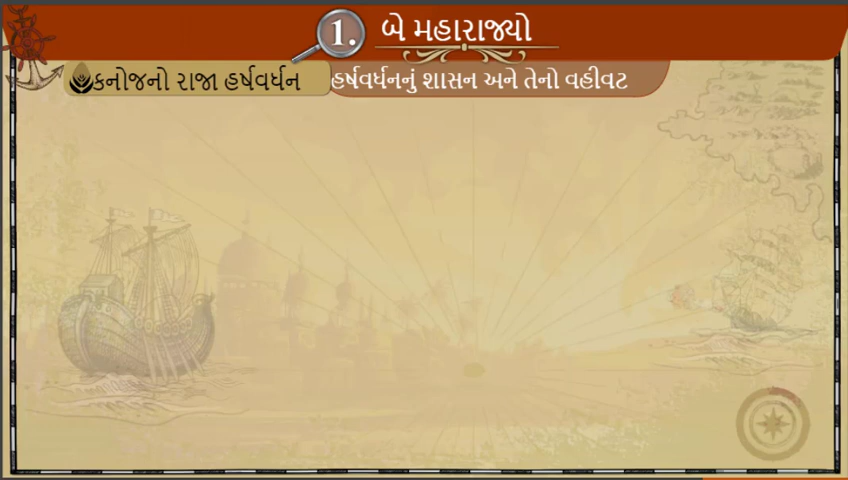 1. બે મહારાજ્યો
કનોજનો રાજા હર્ષવર્ધન હર્ષવર્ધનનું શાસન અને તેનો વહીવટ